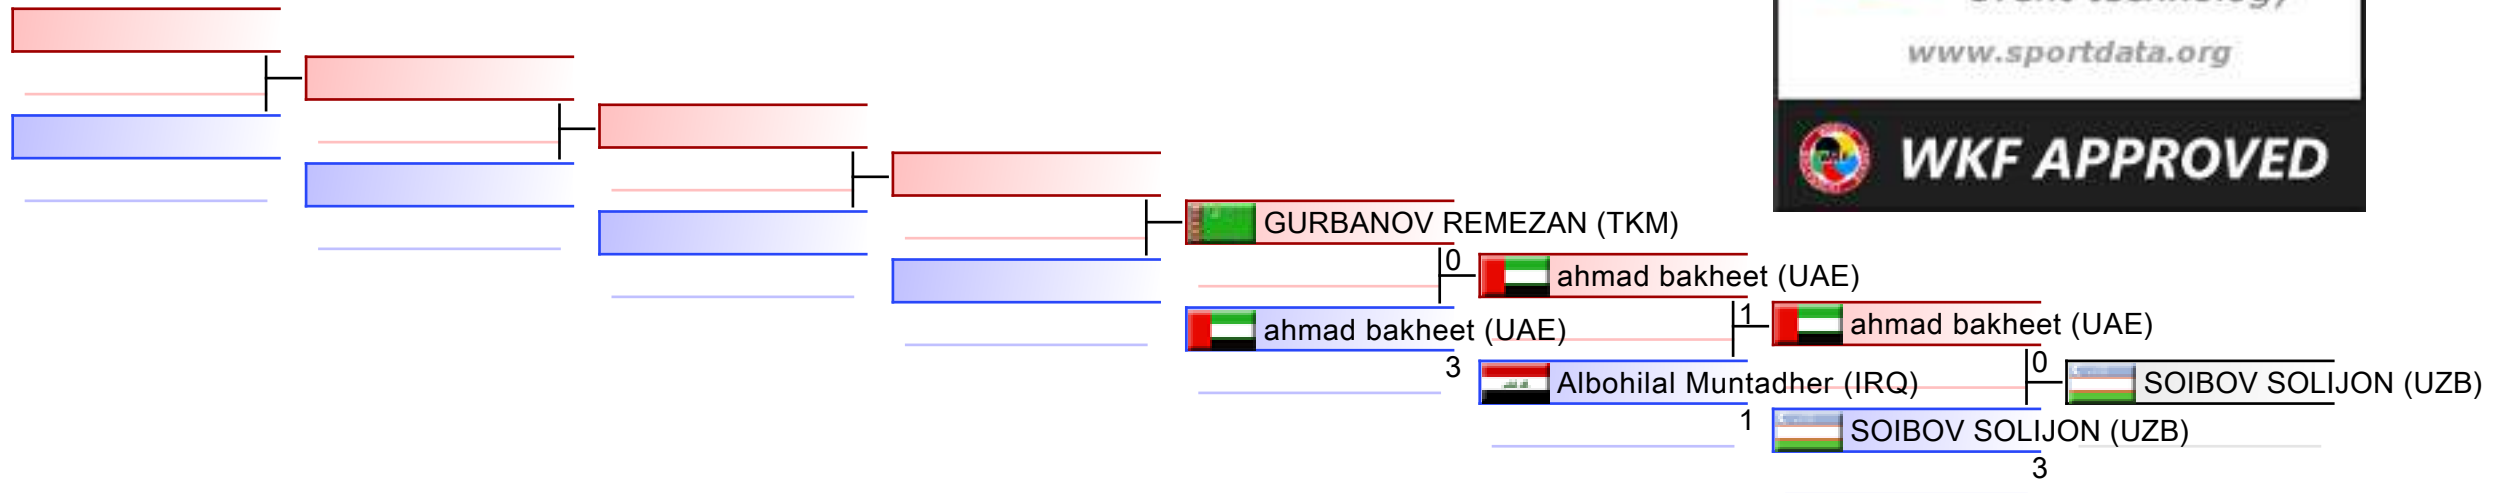 www.sportdata.org
WKF APPROVED
GURBANOV REMEZAN (TKM)
0
ahmad bakheet (UAE)
ahmad bakheet (UAE)
3
1
ahmad bakheet (UAE)
Albohilal Muntadher (IRQ)
1
0
SOIBOV SOLIJON (UZB)
SOIBOV SOLIJON (UZB)
3